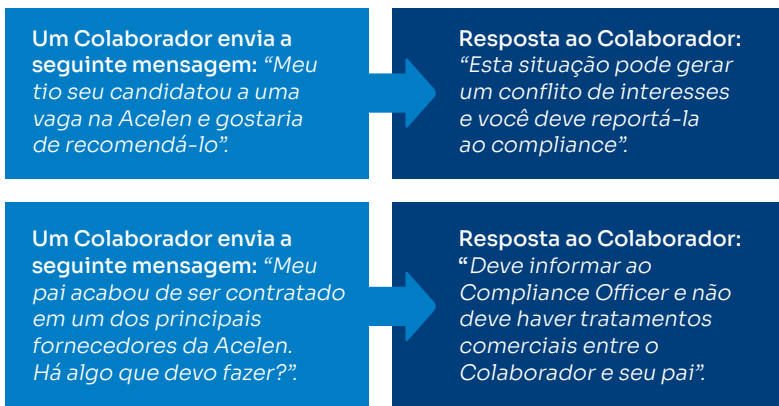 Um Colaborador envia a
seguinte mensagem: “Meu
tio seu candidatou a uma
vaga na Acelen e gostaria
de recomendá-lo”.
Resposta ao Colaborador:
“Esta situação pode gerar
um conflito de interesses
e você deve reportá-la
ao compliance”.
Um Colaborador envia a
seguinte mensagem: “Meu
pai acabou de ser contratado
em um dos principais
fornecedores da Acelen.
Há algo que devo fazer?”.
Resposta ao Colaborador:
“Deve informar ao
Compliance Officer e não
deve haver tratamentos
comerciais entre o
Colaborador e seu pai”.